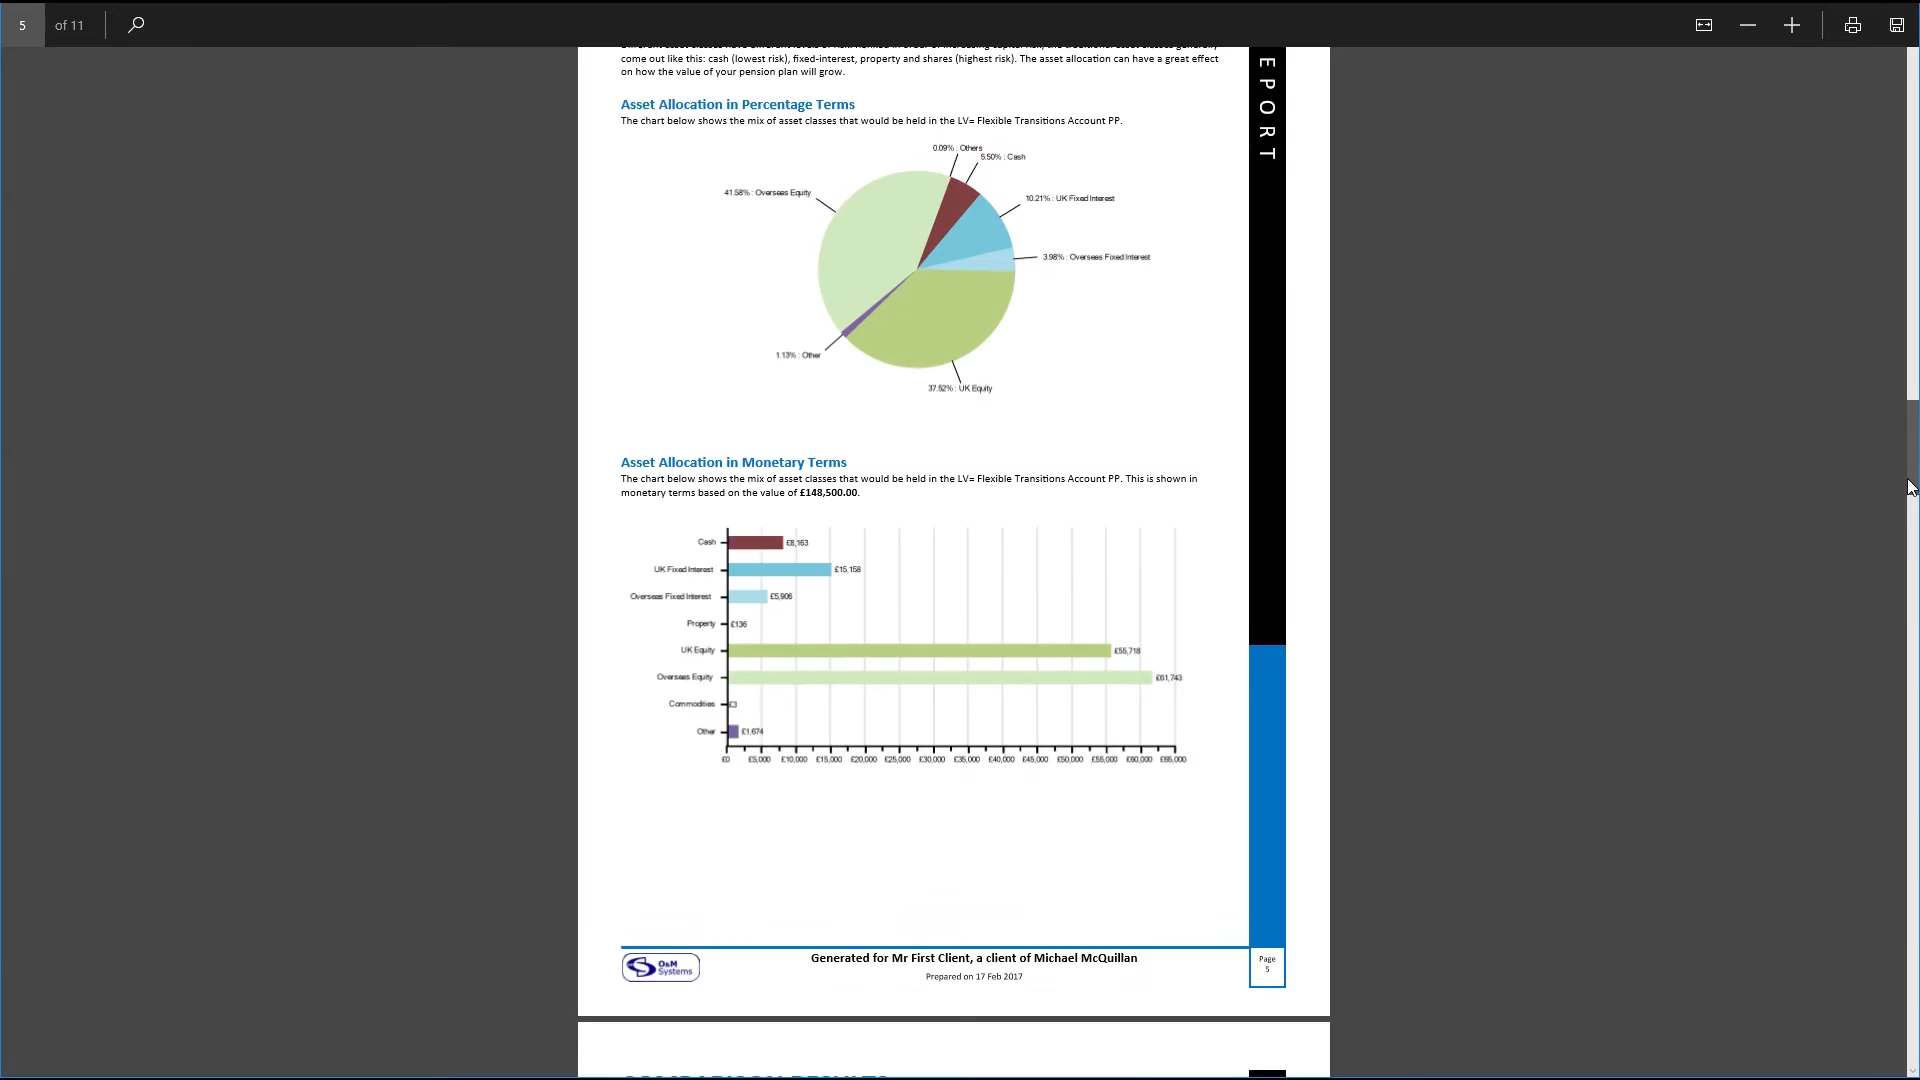 5 of 11
come out like this: cash (lowest risk), fixed-interest, property and shares (highest risk). The asset allocation can have a great effect
on how the value of your pension plan will grow.
EPORT
Asset Allocation in Percentage Terms
The chart below shows the mix of asset classes that would be held in the LV= Flexible Transitions Account PP.
0.09% : Others
5.50% : Cash
41.58% : Overseas Equity
10.21% : UK Fixed Interest
3.98% : Overseas Fixed Interest
1.13% : Other
37.52% : UK Equity
Asset Allocation in Monetary Terms
The chart below shows the mix of asset classes that would be held in the LV= Flexible Transitions Account PP. This is shown in
monetary terms based on the value of £148,500.00.
Cash £8,163
UK Fixed Interest £15,158
Overseas Fixed Interest £5,906
Property £136
UK Equity £55,718
Overseas Equity £61,743
Commodities £3
Other £1,674
£0 £5,000 £10,000 £15,000 £20,000 £25,000 £30,000 £35,000 £40,000 £45,000 £50,000 £55,000 £60,000 £65,000
O&M
Systems
Generated for Mr First Client, a client of Michael McQuillan
Prepared on 17 Feb 2017
Page
5